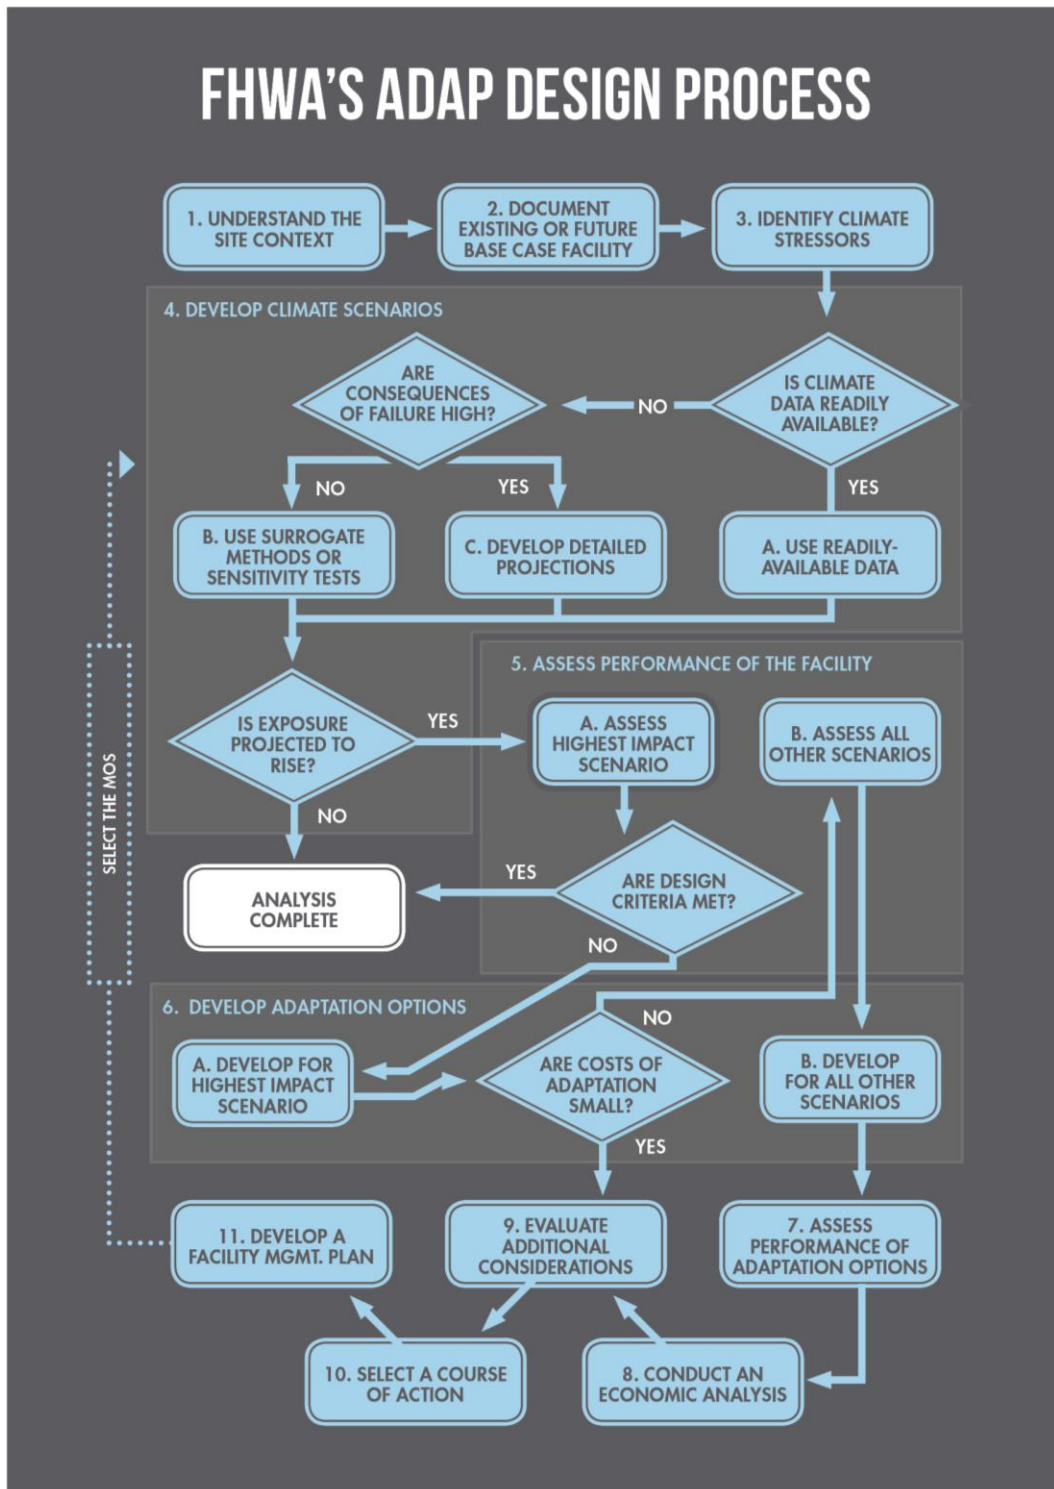 FHWA'S ADAP DESIGN PROCESS
1. UNDERSTAND THE
SITE CONTEXT
2. DOCUMENT
EXISTING OR FUTURE
BASE CASE FACILITY
3. IDENTIFY CLIMATE
STRESSORS
4. DEVELOP CLIMATE SCENARIOS
ARE
CONSEQUENCES
OF FAILURE HIGH?
NO
IS CLIMATE
DATA READILY
AVAILABLE?
NO
YES
YES
B. USE SURROGATE
METHODS OR
SENSITIVITY TESTS
C. DEVELOP DETAILED
PROJECTIONS
A. USE READILY-
AVAILABLE DATA
5. ASSESS PERFORMANCE OF THE FACILITY
IS EXPOSURE
PROJECTED TO
RISE?
YES
A. ASSESS
HIGHEST IMPACT
SCENARIO
B. ASSESS ALL
OTHER SCENARIOS
NO
SELECT THE MOS
ANALYSIS
COMPLETE
YES
ARE DESIGN
CRITERIA MET?
NO
6. DEVELOP ADAPTATION OPTIONS
NO
A. DEVELOP FOR
HIGHEST IMPACT
SCENARIO
ARE COSTS OF
ADAPTATION
SMALL?
B. DEVELOP
FOR ALL OTHER
SCENARIOS
YES
11. DEVELOP A
FACILITY MGMT. PLAN
9. EVALUATE
ADDITIONAL
CONSIDERATIONS
7. ASSESS
PERFORMANCE OF
ADAPTATION OPTIONS
10. SELECT A COURSE
OF ACTION
8. CONDUCT AN
ECONOMIC ANALYSIS